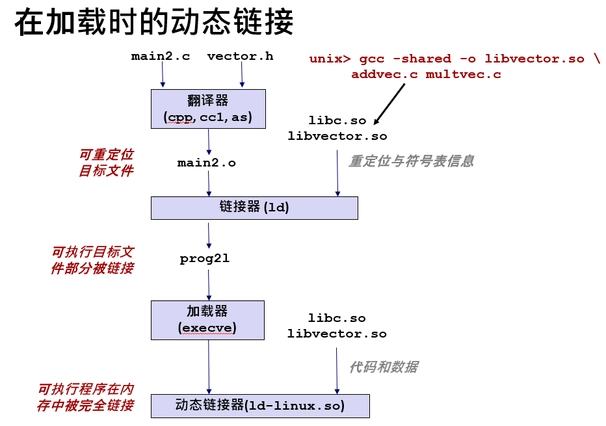 在加载时的动态链接
main2.c vector.h
unix> gcc -shared -o libvector.so \
addvec.c multvec.c
翻译器
(cpp,cc1,as)
libc.so
libvector.so
可重定位
目标文件
main2.o
重定位与符号表信息
链接器 (ld)
可执行目标文
件部分被链接
prog2l
加载器
(execve)
libc.so
libvector.so
代码和数据
可执行程序在内
存中被完全链接
动态链接器(ld-linux.so)